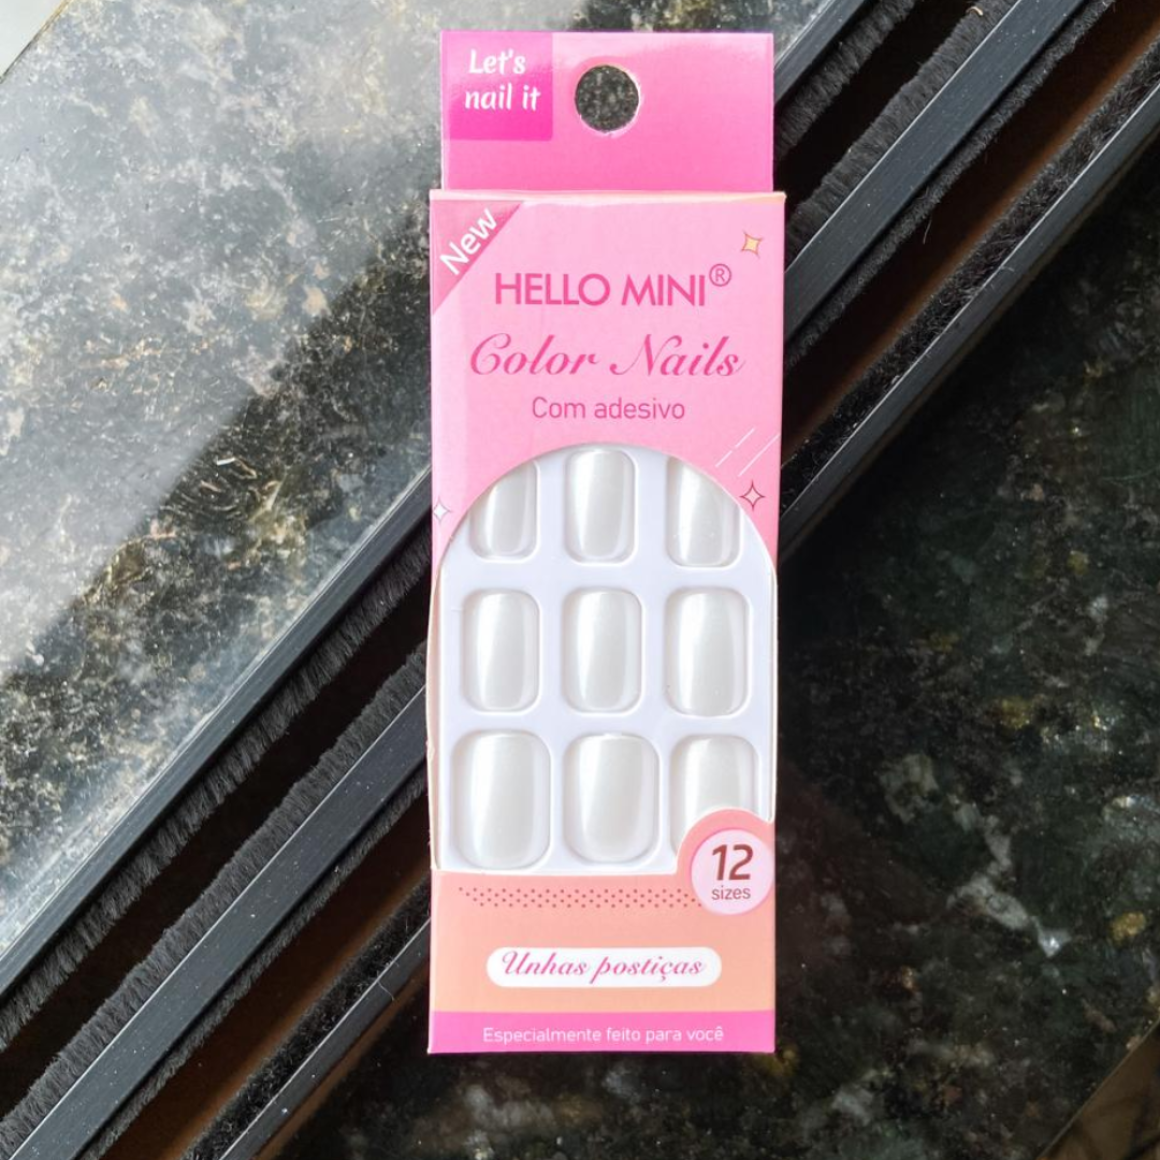 Let's
nail it
New
HELLO MINI®
Color Nails
Com adesivo
12
sizes
Unhas postiças
Especialmente feito para você